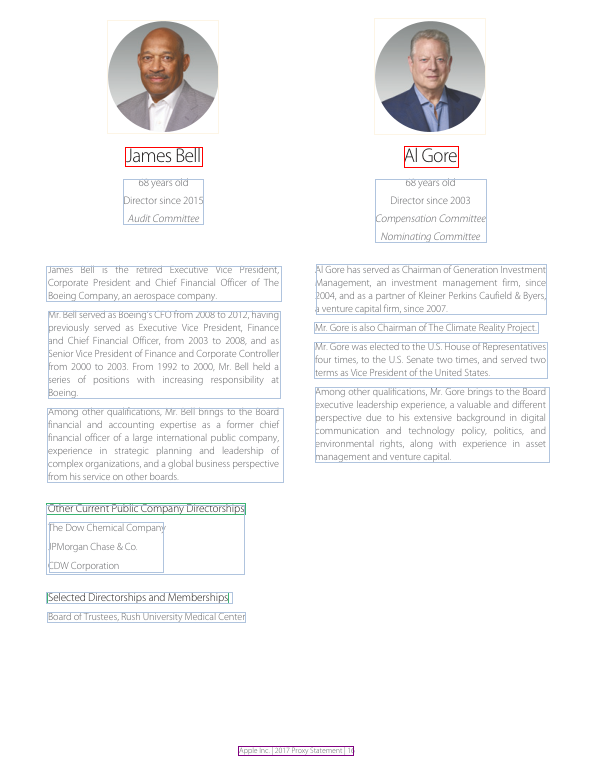 James Bell
68 years old
Director since 2015
Audit Committee
James Bell is the retired Executive Vice President,
Corporate President and Chief Financial Officer of The
Boeing Company, an aerospace company.
Mr. Bell served as Boeing's CFO from 2008 to 2012, having
previously served as Executive Vice President, Finance
and Chief Financial Officer, from 2003 to 2008, and as
Senior Vice President of Finance and Corporate Controller
from 2000 to 2003. From 1992 to 2000, Mr. Bell held a
series of positions with increasing responsibility at
Boeing.
Among other qualifications, Mr. Bell brings to the Board
financial and accounting expertise as a former chief
financial officer of a large international public company,
experience in strategic planning and leadership of
complex organizations, and a global business perspective
from his service on other boards.
Other Current Public Company Directorships
The Dow Chemical Company
JPMorgan Chase & Co.
CDW Corporation
Selected Directorships and Memberships
Board of Trustees, Rush University Medical Center
Al Gore
68 years old
Director since 2003
Compensation Committee
Nominating Committee
Al Gore has served as Chairman of Generation Investment
Management, an investment management firm, since
2004, and as a partner of Kleiner Perkins Caufield & Byers,
a venture capital firm, since 2007.
Mr. Gore is also Chairman of The Climate Reality Project.
Mr. Gore was elected to the U.S. House of Representatives
four times, to the U.S. Senate two times, and served two
terms as Vice President of the United States.
Among other qualifications, Mr. Gore brings to the Board
executive leadership experience, a valuable and different
perspective due to his extensive background in digital
communication and technology policy, politics, and
environmental rights, along with experience in asset
management and venture capital.
Apple Inc. | 2017 Proxy Statement | 16